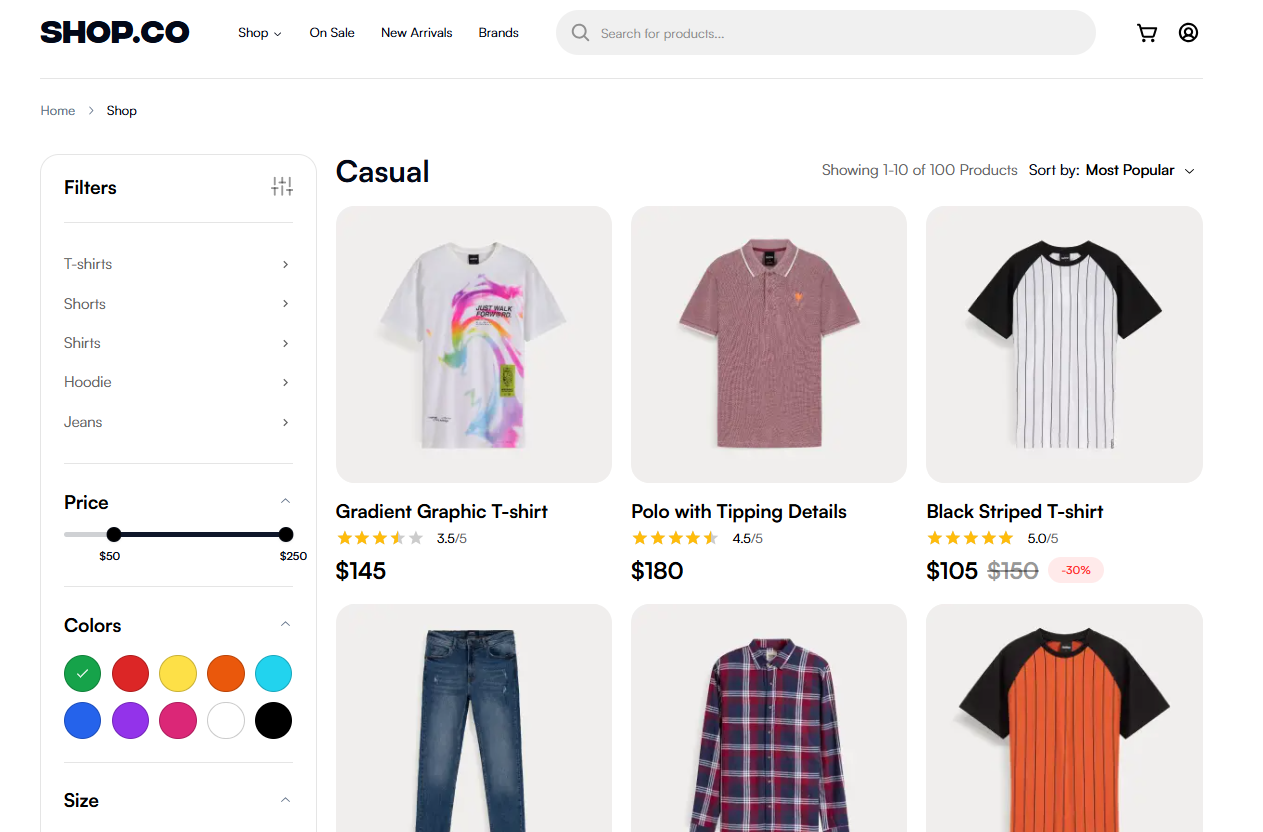 SHOP.CO
Shop On Sale New Arrivals Brands Search for products...
Home Shop
Filters
T-shirts
Shorts
Shirts
Hoodie
Jeans
Price
$50 $250
Colors
Size
Casual
Showing 1-10 of 100 Products Sort by: Most Popular
JUST WALK
FORWARD.
Gradient Graphic T-shirt
3.5/5
$145
Polo with Tipping Details
4.5/5
$180
Black Striped T-shirt
5.0/5
$105 $150 -30%